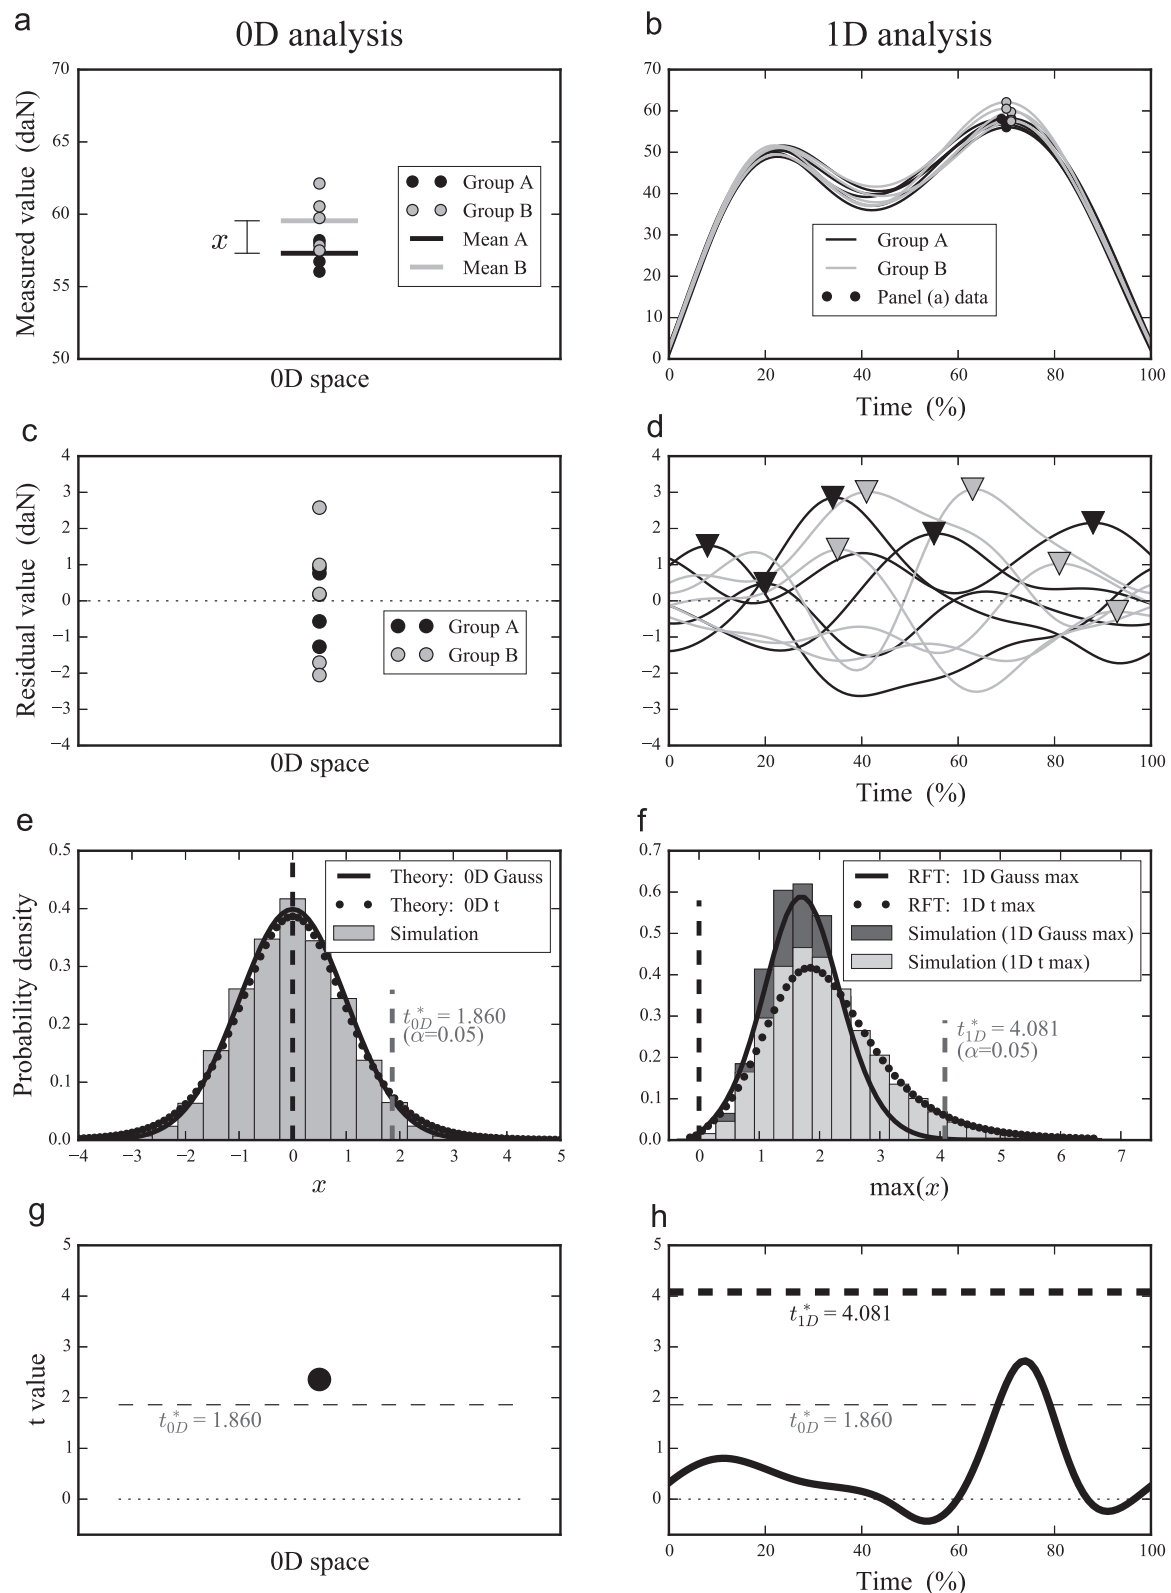 a
0D analysis
b
1D analysis
70
65
60
55
50
Measured value (daN)
x
Group A
Group B
Mean A
Mean B
0D space
70
60
50
40
30
20
10
0
Group A
Group B
Panel (a) data
0 20 40 60 80 100
Time (%)
c
4
3
2
1
0
−1
−2
−3
−4
Residual value (daN)
Group A
Group B
0D space
d
4
3
2
1
0
−1
−2
−3
−4
0 20 40 60 80 100
Time (%)
e
0.5
0.4
0.3
0.2
0.1
0.0
Probability density
Theory: 0D Gauss
Theory: 0D t
Simulation
t*0D = 1.860
(α=0.05)
−4 −3 −2 −1 0 1 2 3 4 5
x
f
0.7
0.6
0.5
0.4
0.3
0.2
0.1
0.0
RFT: 1D Gauss max
RFT: 1D t max
Simulation (1D Gauss max)
Simulation (1D t max)
t*1D = 4.081
(α=0.05)
0 1 2 3 4 5 6 7
max(x)
g
5
4
3
2
1
0
t value
t*0D = 1.860
0D space
h
5
4
3
2
1
0
t*1D = 4.081
t*0D = 1.860
0 20 40 60 80 100
Time (%)